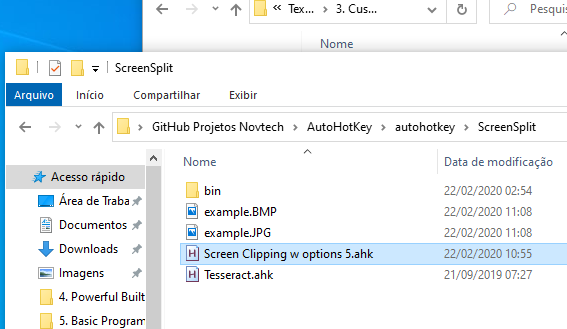 « Tex... › 3. Cus...
Pesquis
Nome
ScreenSplit
Arquivo Início Compartilhar Exibir
« GitHub Projetos Novtech › AutoHotKey › autohotkey › ScreenSplit
Nome Data de modificação
Acesso rápido
Área de Traba
Documentos
Downloads
Imagens
4. Powerful Built
5. Basic Program
bin 22/02/2020 02:54
example.BMP 22/02/2020 11:08
example.JPG 22/02/2020 11:08
Screen Clipping w options 5.ahk 22/02/2020 10:55
Tesseract.ahk 21/09/2019 07:27